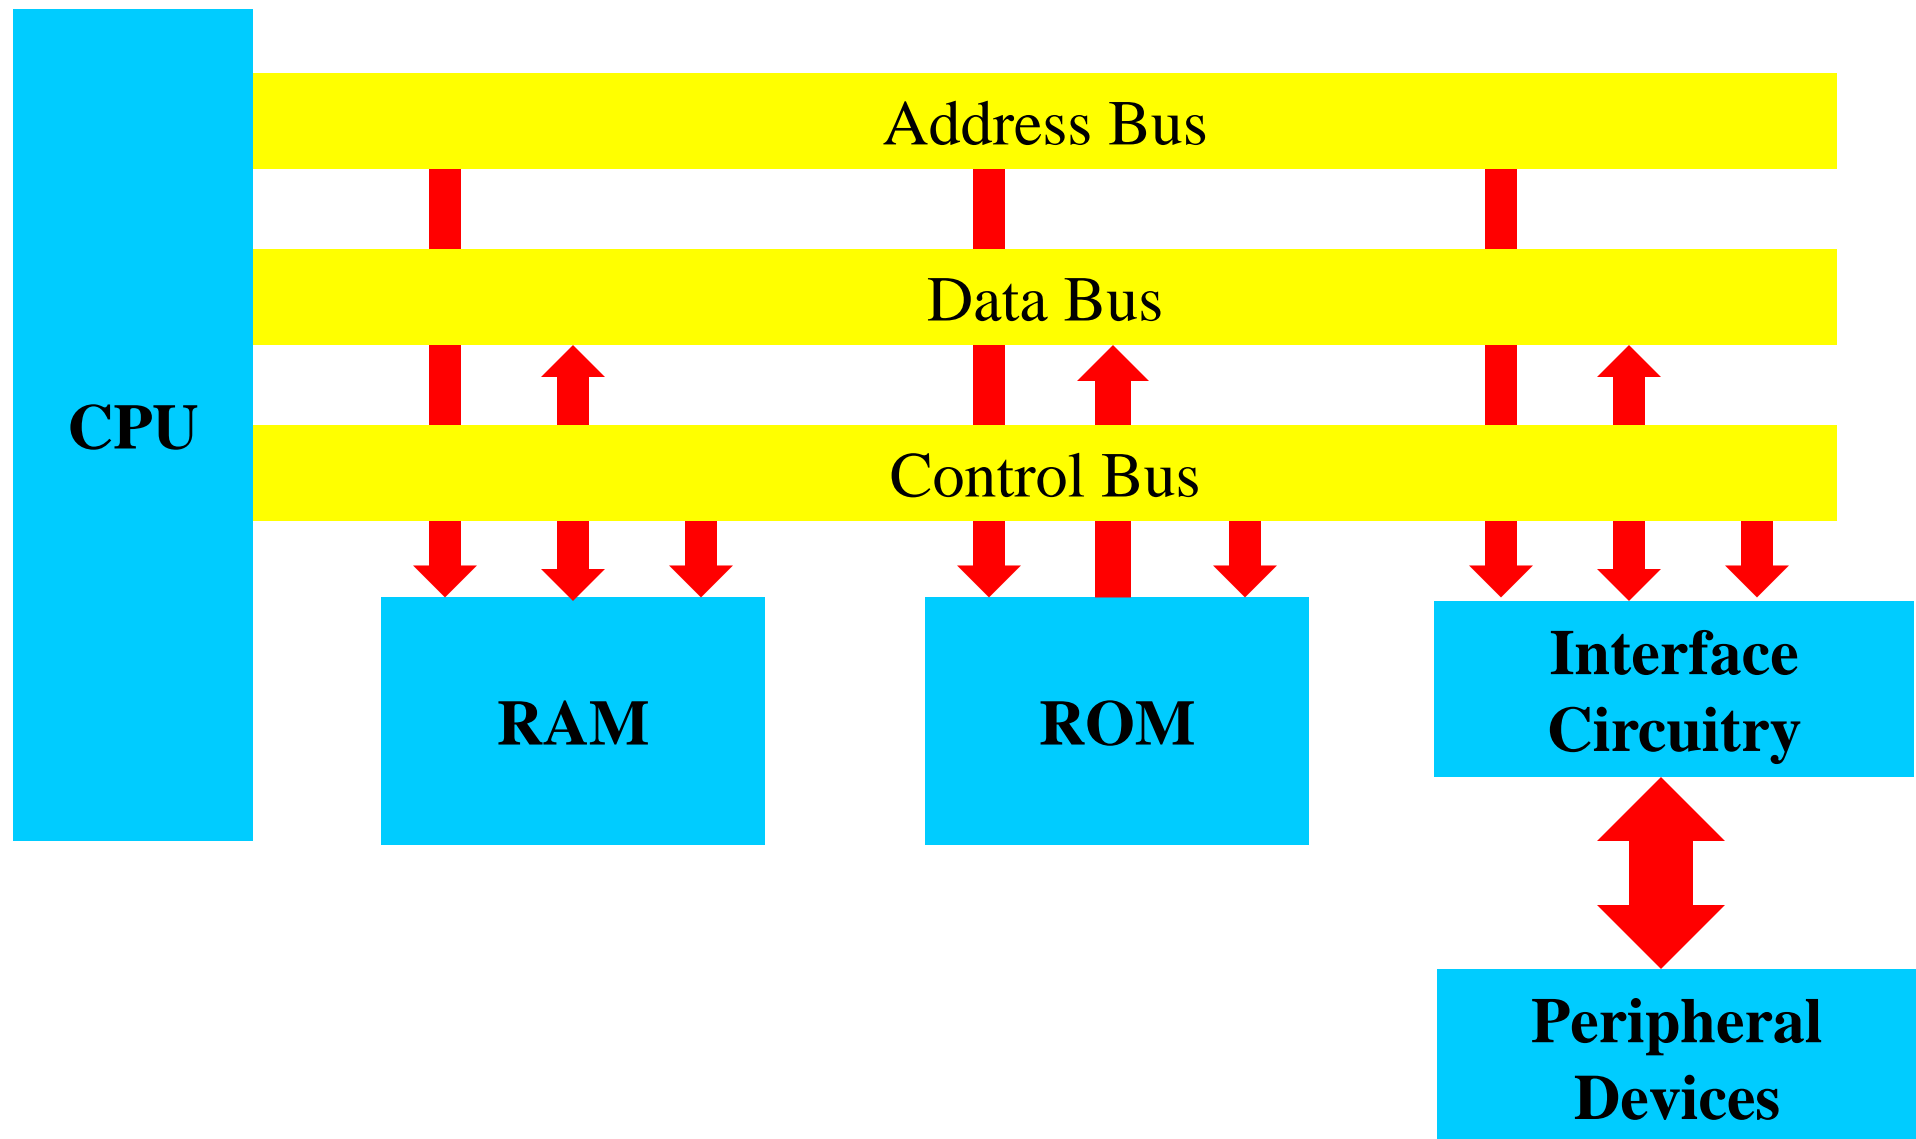 Address Bus
Data Bus
CPU
Control Bus
RAM
ROM
Interface
Circuitry
Peripheral
Devices